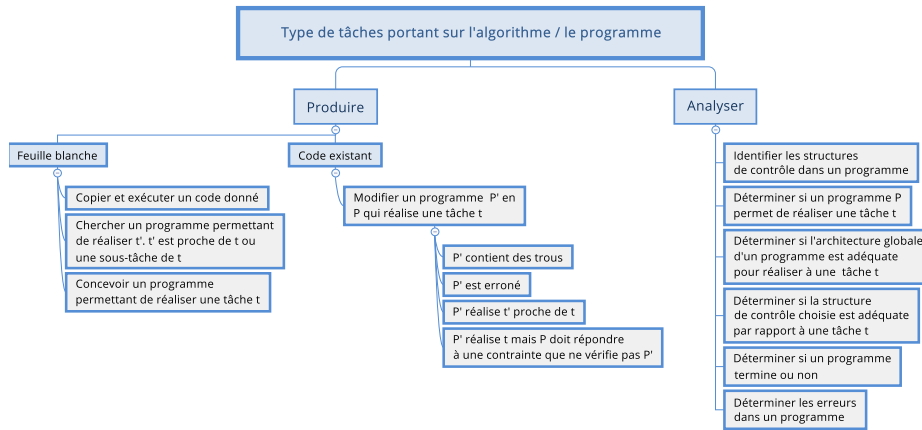 Type de tâches portant sur l'algorithme / le programme
Produire
Analyser
Feuille blanche
Code existant
Copier et exécuter un code donné
Chercher un programme permettant
de réaliser t'. t' est proche de t ou
une sous-tâche de t
Concevoir un programme
permettant de réaliser une tâche t
Modifier un programme P' en
P qui réalise une tâche t
P' contient des trous
P' est erroné
P' réalise t' proche de t
P' réalise t mais P doit répondre
à une contrainte que ne vérifie pas P'
Identifier les structures
de contrôle dans un programme
Déterminer si un programme P
permet de réaliser une tâche t
Déterminer si l'architecture globale
d'un programme est adéquate
pour réaliser à une tâche t
Déterminer si la structure
de contrôle choisie est adéquate
par rapport à une tâche t
Déterminer si un programme
termine ou non
Déterminer les erreurs
dans un programme